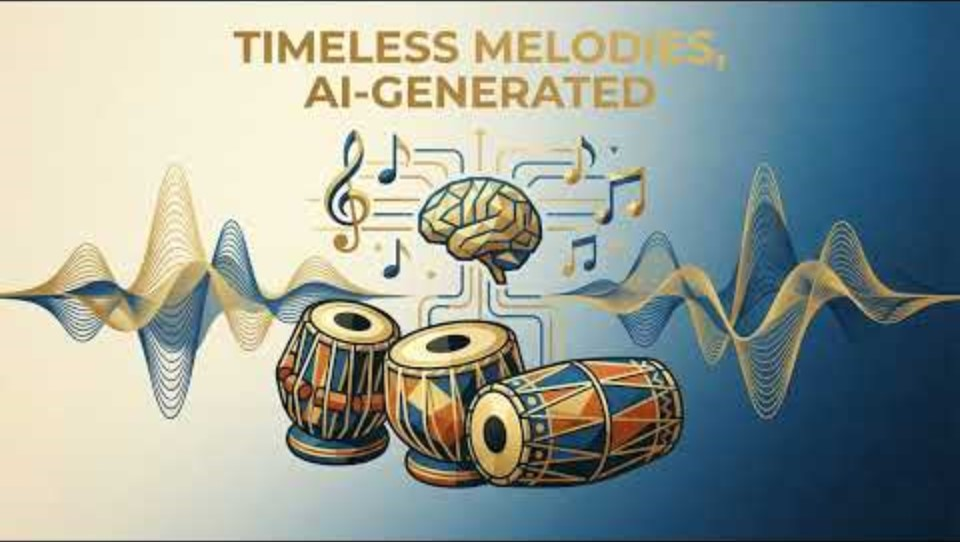 TIMELESS MELODIES,
AI-GENERATED